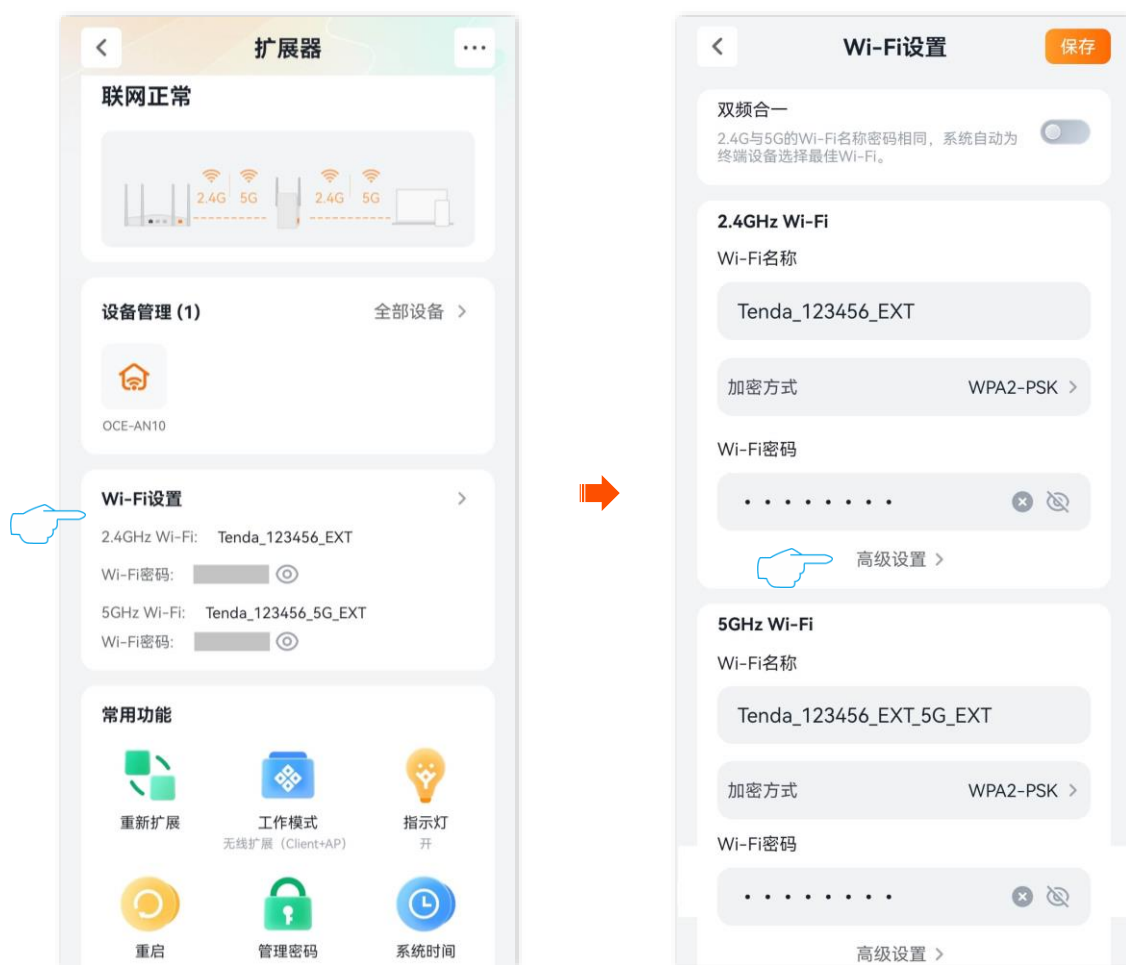 扩展器
联网正常
2.4G 5G 2.4G 5G
设备管理 (1) 全部设备
OCE-AN10
Wi-Fi设置
2.4GHz Wi-Fi: Tenda_123456_EXT
Wi-Fi密码:
5GHz Wi-Fi: Tenda_123456_5G_EXT
Wi-Fi密码:
常用功能
重新扩展 工作模式 指示灯
无线扩展（Client+AP） 开
重启 管理密码 系统时间
Wi-Fi设置 保存
双频合一
2.4G与5G的Wi-Fi名称密码相同，系统自动为
终端设备选择最佳Wi-Fi。
2.4GHz Wi-Fi
Wi-Fi名称
Tenda_123456_EXT
加密方式 WPA2-PSK
Wi-Fi密码
高级设置
5GHz Wi-Fi
Wi-Fi名称
Tenda_123456_EXT_5G_EXT
加密方式 WPA2-PSK
Wi-Fi密码
高级设置